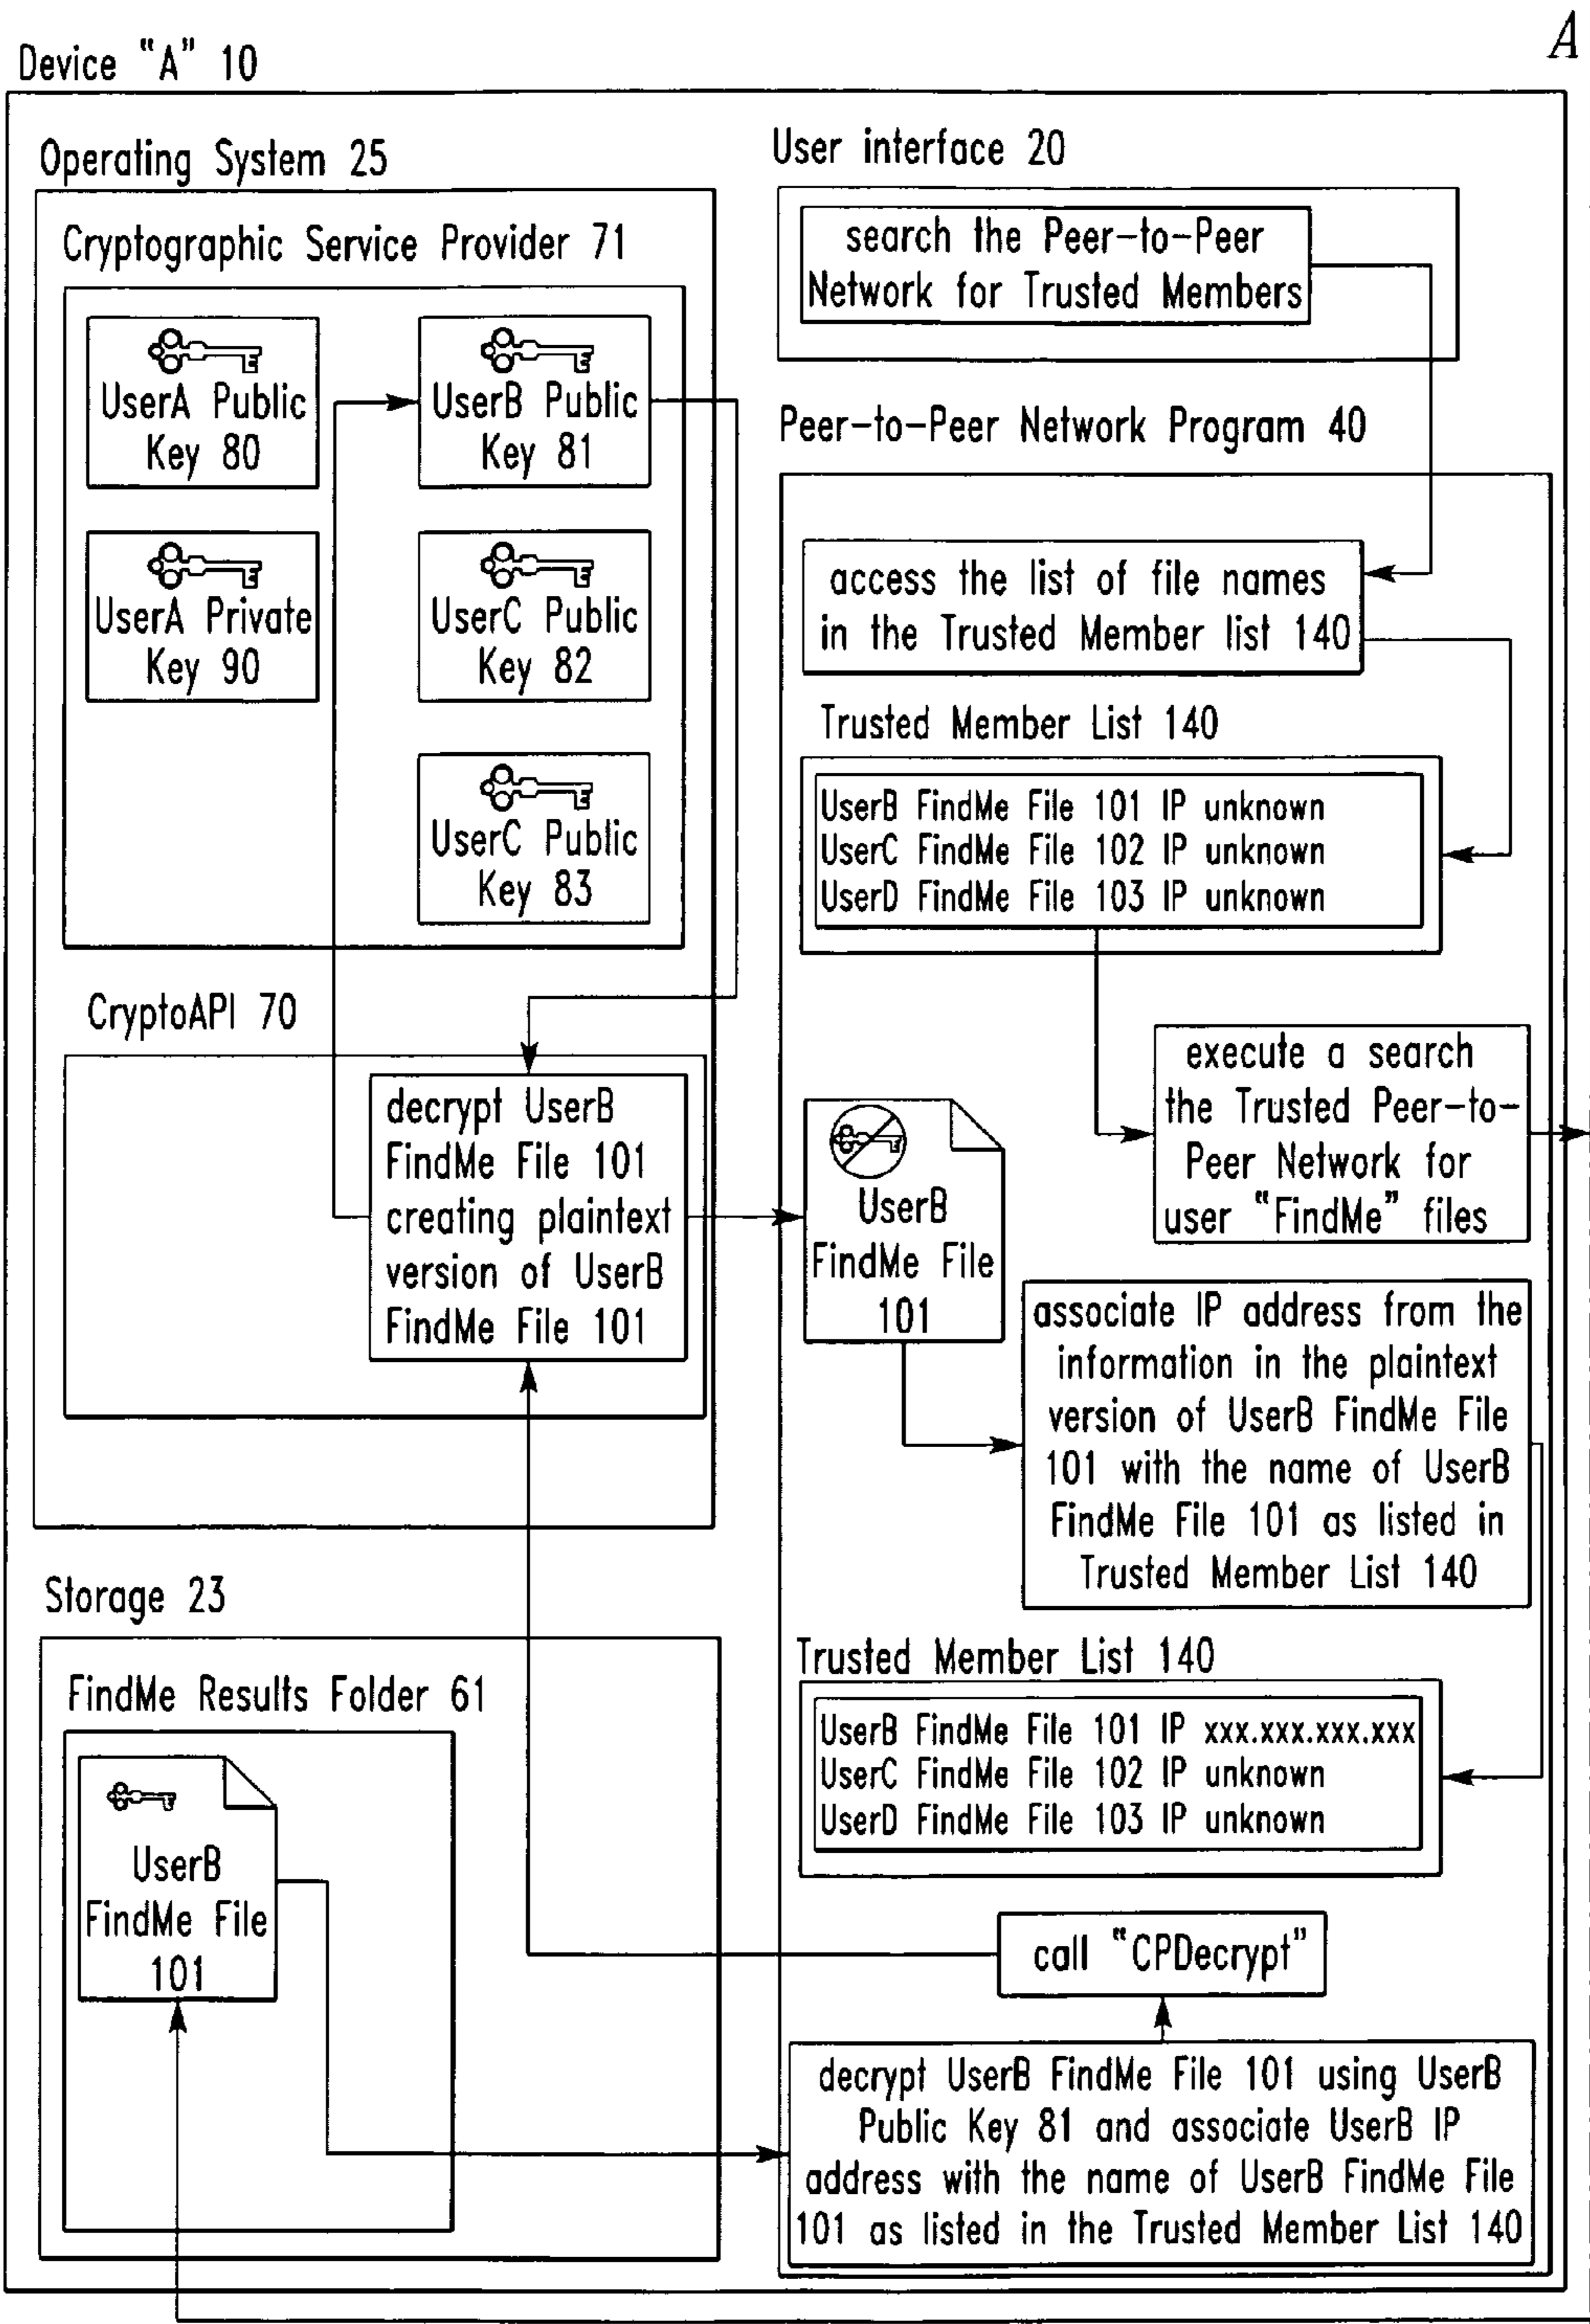 A
Device "A" 10
Operating System 25
Cryptographic Service Provider 71
UserA Public
Key 80
UserB Public
Key 81
UserA Private
Key 90
UserC Public
Key 82
UserC Public
Key 83
CryptoAPI 70
decrypt UserB
FindMe File 101
creating plaintext
version of UserB
FindMe File 101
Storage 23
FindMe Results Folder 61
UserB
FindMe File
101
User interface 20
search the Peer-to-Peer
Network for Trusted Members
Peer-to-Peer Network Program 40
access the list of file names
in the Trusted Member list 140
Trusted Member List 140
UserB FindMe File 101 IP unknown
UserC FindMe File 102 IP unknown
UserD FindMe File 103 IP unknown
execute a search
the Trusted Peer-to-
Peer Network for
user "FindMe" files
UserB
FindMe File
101
associate IP address from the
information in the plaintext
version of UserB FindMe File
101 with the name of UserB
FindMe File 101 as listed in
Trusted Member List 140
Trusted Member List 140
UserB FindMe File 101 IP xxx.xxx.xxx.xxx
UserC FindMe File 102 IP unknown
UserD FindMe File 103 IP unknown
call "CPDecrypt"
decrypt UserB FindMe File 101 using UserB
Public Key 81 and associate UserB IP
address with the name of UserB FindMe File
101 as listed in the Trusted Member List 140